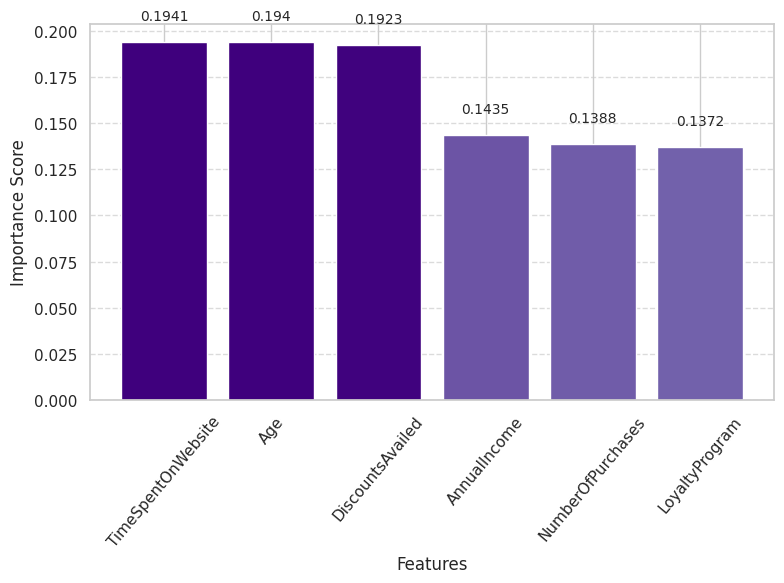 0.1941
0.194
0.1923
0.1435
0.1388
0.1372
0.200
0.175
0.150
0.125
0.100
0.075
0.050
0.025
0.000
Importance Score
TimeSpentOnWebsite
Age
DiscountsAvailed
AnnualIncome
NumberOfPurchases
LoyaltyProgram
Features